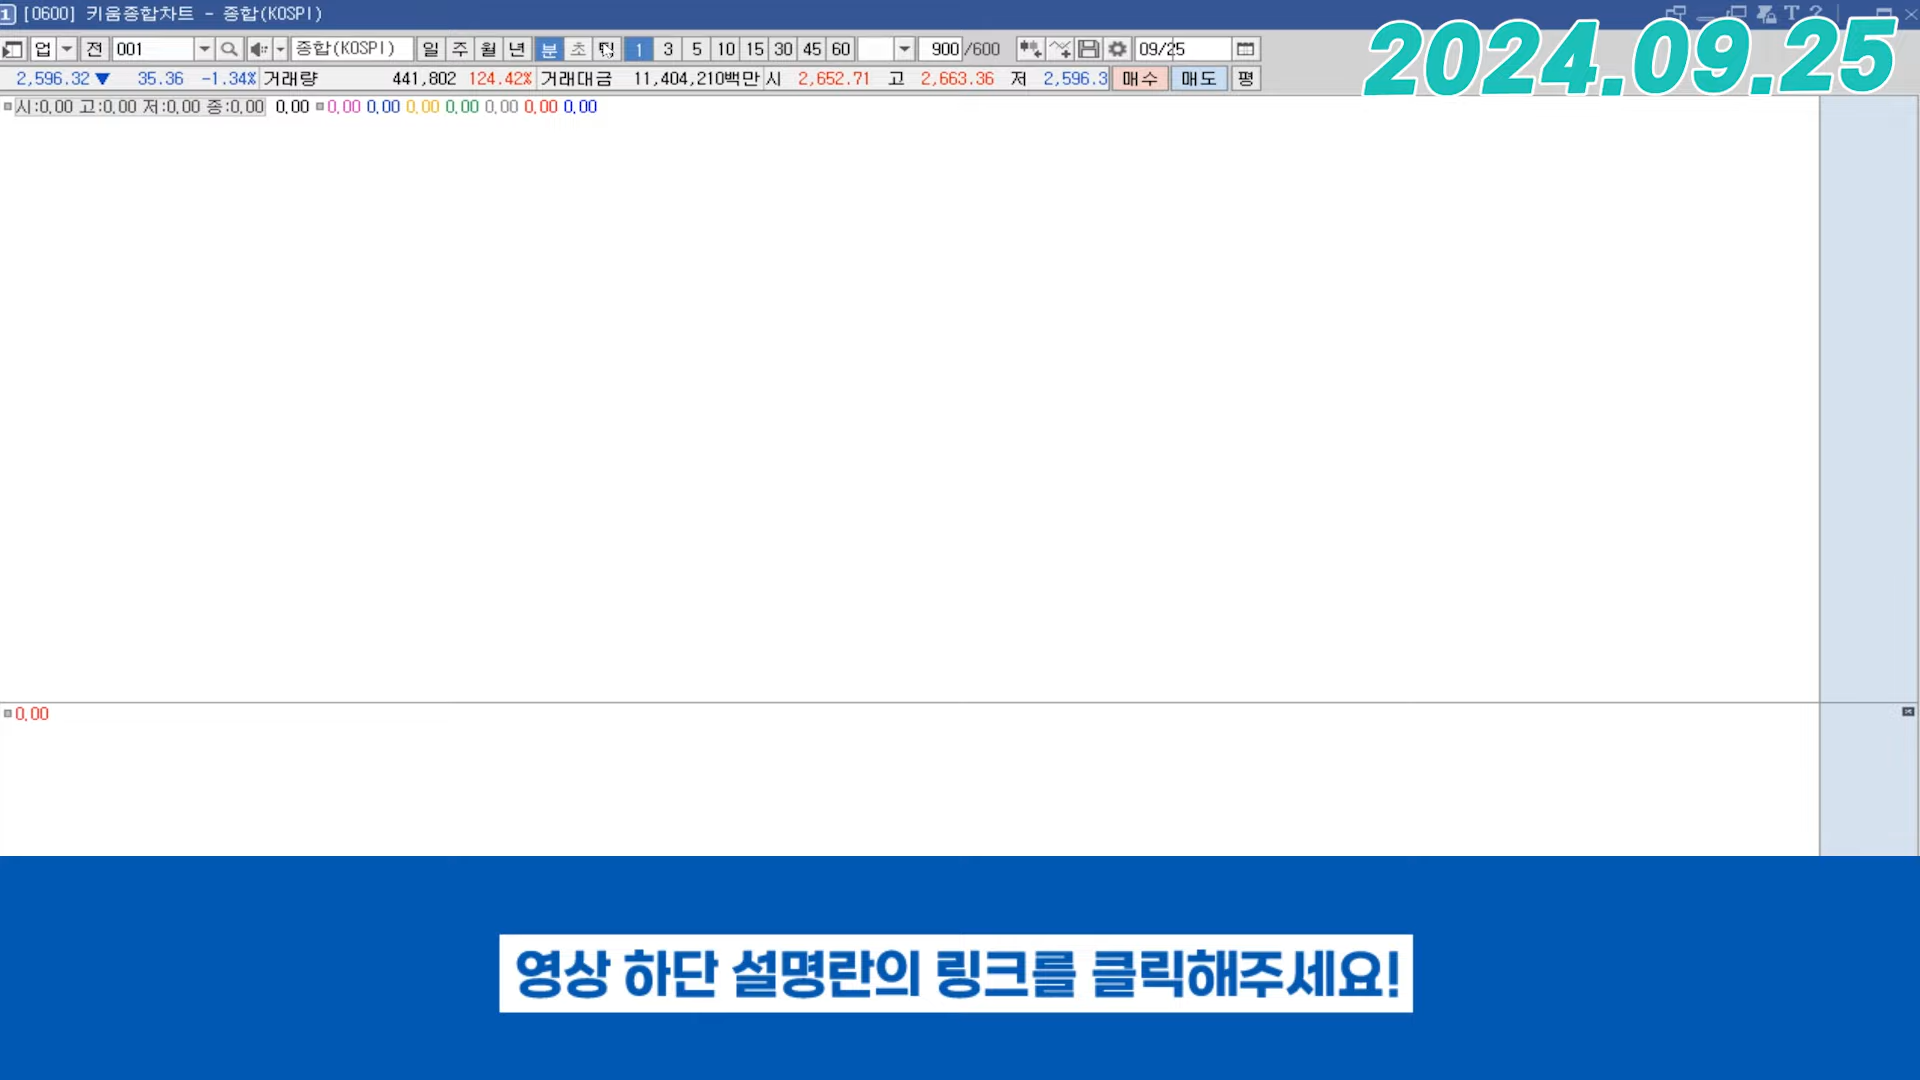 1 [0600] 키움종합차트 - 종합(KOSPI)
2024.09.25
업 전 001 종합(KOSPI) 일 주 월 년 분 초 틱 1 3 5 10 15 30 45 60 900 /600 09/25
2,596.32 ▼ 35.36 -1.34% 거래량 441,802 124.42% 거래대금 11,404,210백만 시 2,652.71 고 2,663.36 저 2,596.3 매수 매도 평
시:0,00 고:0,00 저:0,00 종:0,00 0,00 0,00 0,00 0,00 0,00 0,00 0,00 0,00
0,00
영상 하단 설명란의 링크를 클릭해주세요!